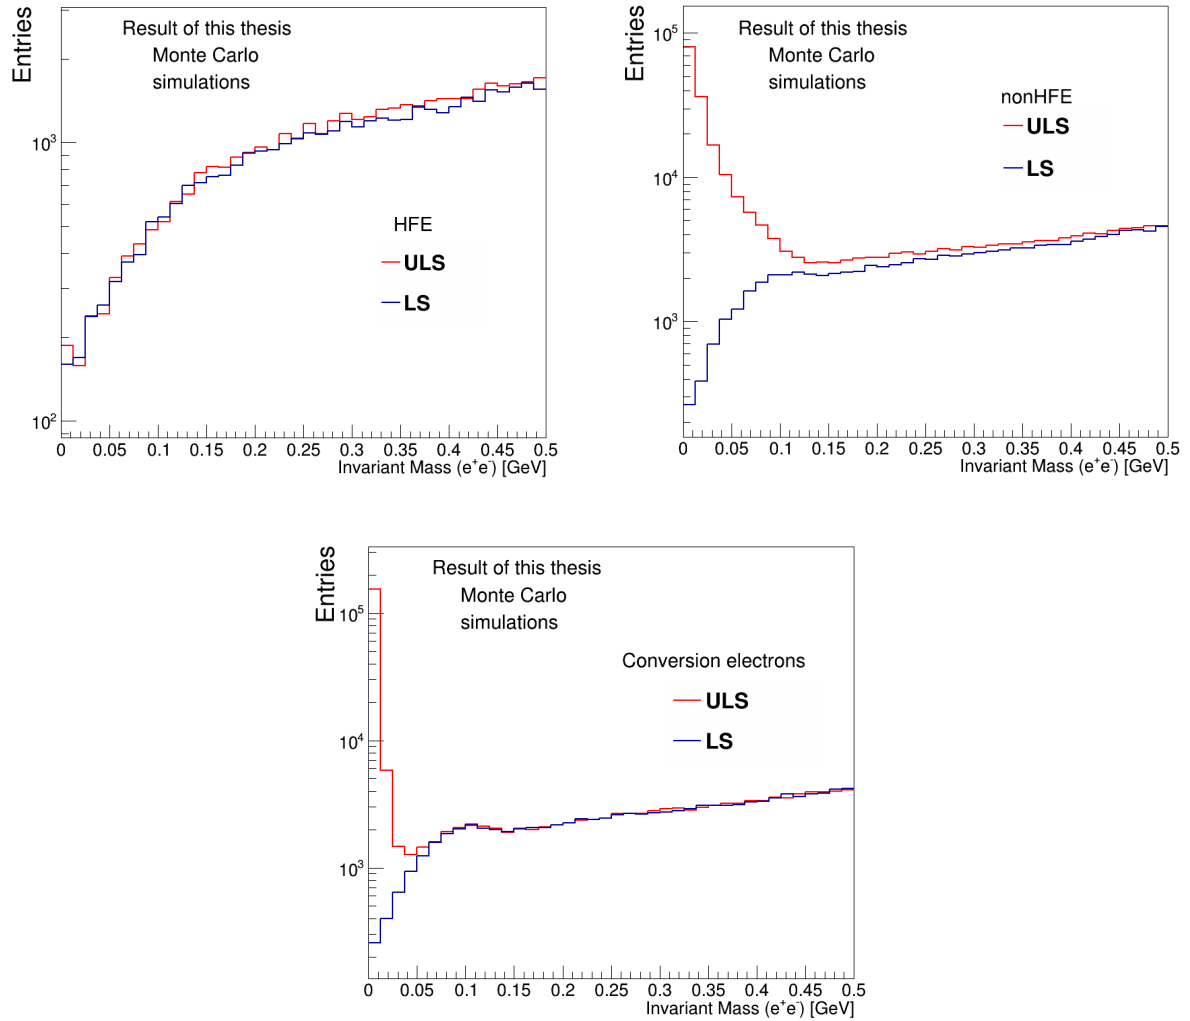 Entries
Result of this thesis
Monte Carlo
simulations
10³
10²
HFE
ULS
LS
0 0.05 0.1 0.15 0.2 0.25 0.3 0.35 0.4 0.45 0.5
Invariant Mass (e⁺e⁻) [GeV]
Entries
Result of this thesis
Monte Carlo
simulations
10⁵
10⁴
10³
nonHFE
ULS
LS
0 0.05 0.1 0.15 0.2 0.25 0.3 0.35 0.4 0.45 0.5
Invariant Mass (e⁺e⁻) [GeV]
Entries
Result of this thesis
Monte Carlo
simulations
10⁵
10⁴
10³
Conversion electrons
ULS
LS
0 0.05 0.1 0.15 0.2 0.25 0.3 0.35 0.4 0.45 0.5
Invariant Mass (e⁺e⁻) [GeV]